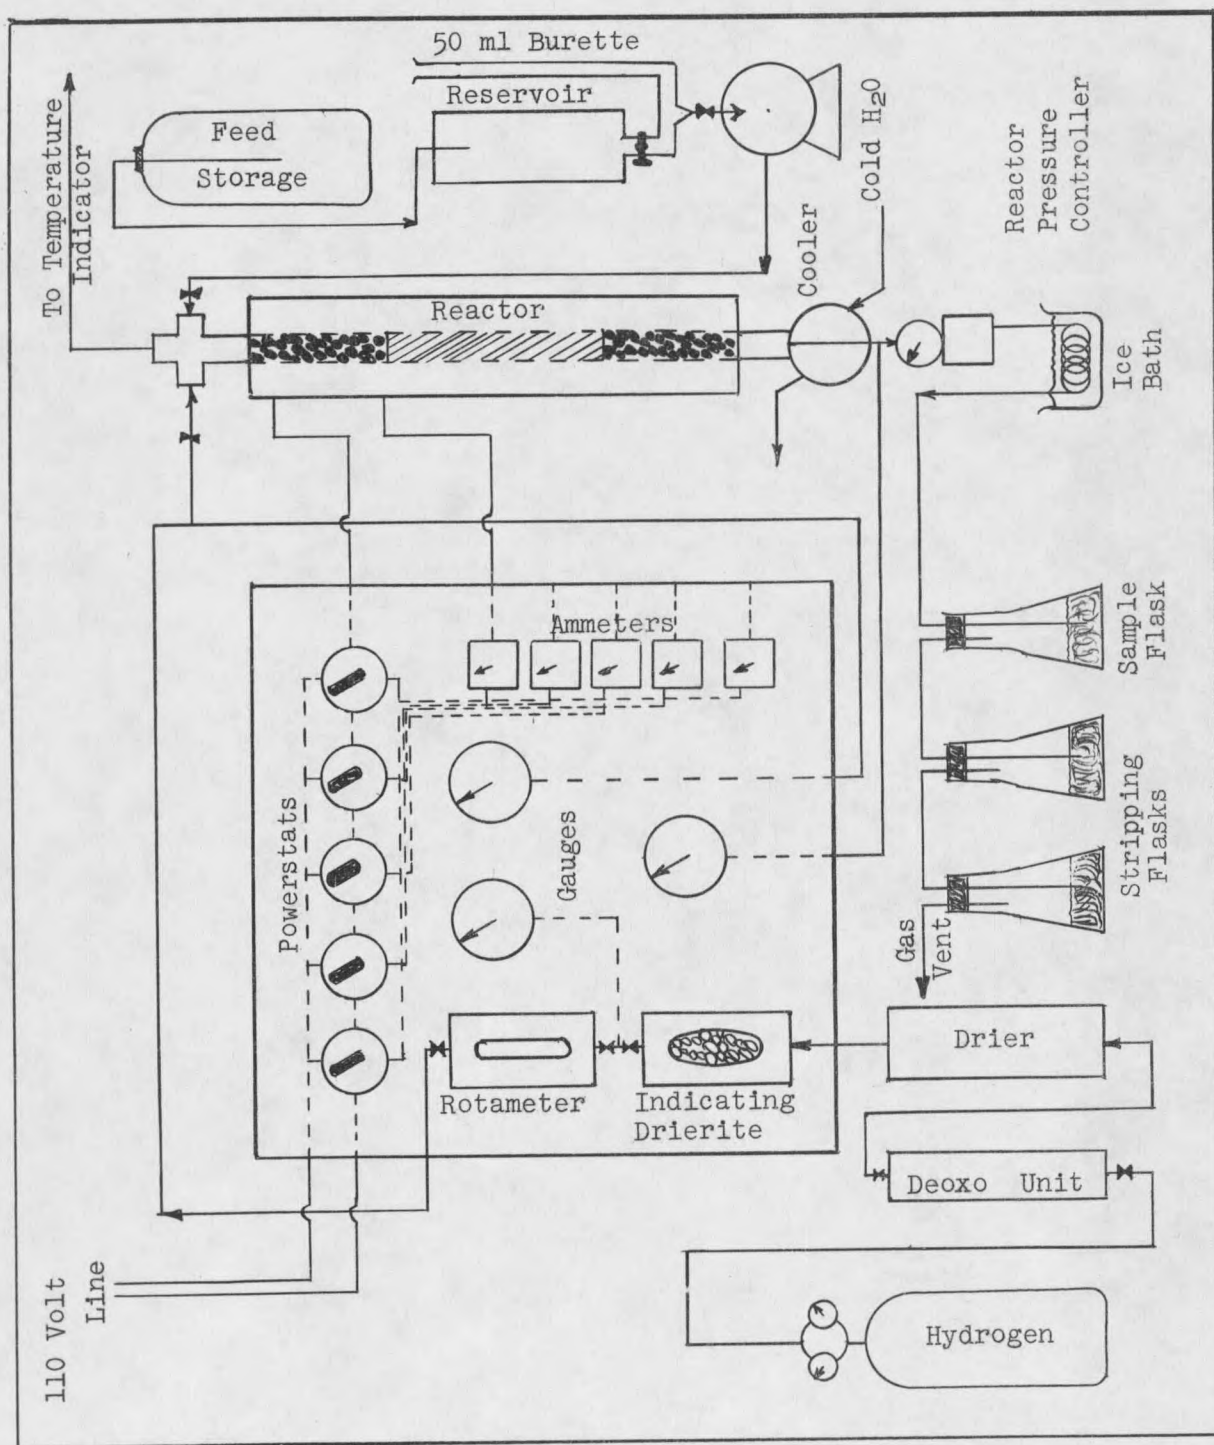 50 ml Burette
Reservoir
Feed
Storage
To Temperature
Indicator
Cold H₂O
Cooler
Reactor
Pressure
Controller
Reactor
Ice
Bath
Ammeters
Sample
Flask
Powerstats
Gauges
Stripping
Flasks
Gas
Vent
Drier
Rotameter
Indicating
Drierite
Deoxo Unit
110 Volt
Line
Hydrogen